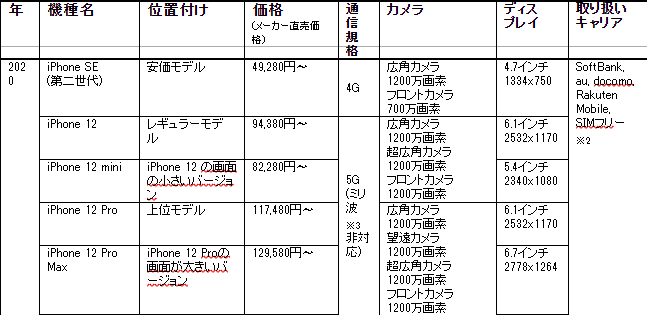 年 機種名 位置付け 価格 通 カメラ ディス 取り扱い
(メーカー直売価 信 プレイ キャリア
格) 規
格
202 iPhone SE 安価モデル 49,280円～ 4G 広角カメラ 4.7インチ SoftBank,
0 (第二世代) 1200万画素 1334x750 au, docomo,
フロントカメラ Rakuten
700万画素 Mobile,
SIMフリー
※2
iPhone 12 レギュラーモデ 94,380円～ 広角カメラ 6.1インチ
ル 1200万画素 2532x1170
超広角カメラ
iPhone 12 mini iPhone 12 の画面 82,280円～ 5G 1200万画素 5.4インチ
の小さいバージョ (ミリ フロントカメラ 2340x1080
ン 波 1200万画素
iPhone 12 Pro 上位モデル 117,480円～ ※3 広角カメラ 6.1インチ
非対 1200万画素 2532x1170
応) 望遠カメラ
iPhone 12 Pro iPhone 12 Proの 129,580円～ 1200万画素 6.7インチ
Max 画面が大きいバ 超広角カメラ 2778x1264
ージョン 1200万画素
フロントカメラ
1200万画素